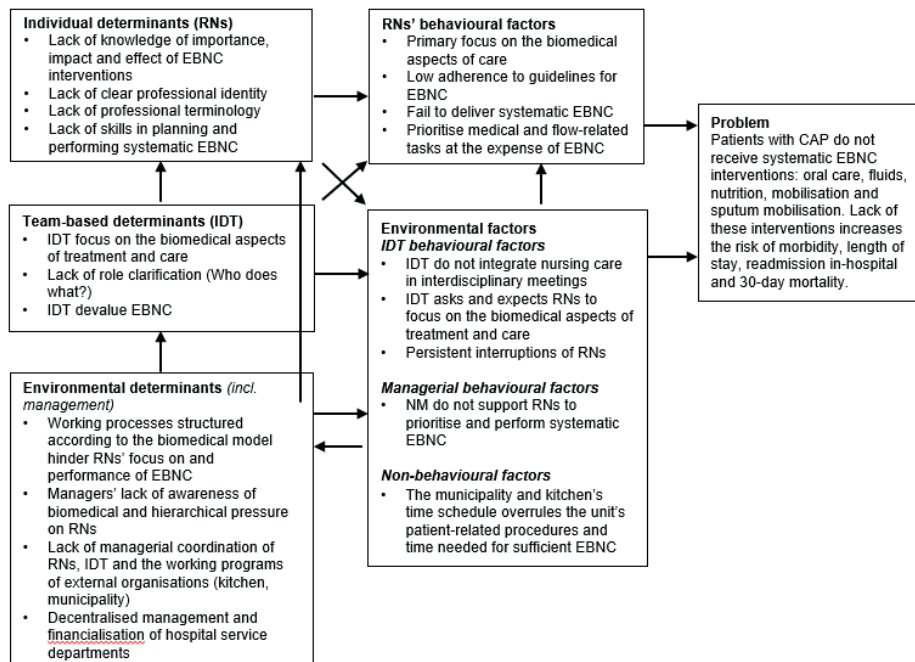 Individual determinants (RNs)
• Lack of knowledge of importance,
impact and effect of EBNC
interventions
• Lack of clear professional identity
• Lack of professional terminology
• Lack of skills in planning and
performing systematic EBNC
RNs' behavioural factors
• Primary focus on the biomedical
aspects of care
• Low adherence to guidelines for
EBNC
• Fail to deliver systematic EBNC
• Prioritise medical and flow-related
tasks at the expense of EBNC
Problem
Patients with CAP do not
receive systematic EBNC
interventions: oral care, fluids,
nutrition, mobilisation and
sputum mobilisation. Lack of
these interventions increases
the risk of morbidity, length of
stay, readmission in-hospital
and 30-day mortality.
Team-based determinants (IDT)
• IDT focus on the biomedical aspects
of treatment and care
• Lack of role clarification (Who does
what?)
• IDT devalue EBNC
Environmental factors
IDT behavioural factors
• IDT do not integrate nursing care
in interdisciplinary meetings
• IDT asks and expects RNs to
focus on the biomedical aspects of
treatment and care
• Persistent interruptions of RNs
Managerial behavioural factors
• NM do not support RNs to
prioritise and perform systematic
EBNC
Non-behavioural factors
• The municipality and kitchen's
time schedule overrules the unit's
patient-related procedures and
time needed for sufficient EBNC
Environmental determinants (incl.
management)
• Working processes structured
according to the biomedical model
hinder RNs' focus on and
performance of EBNC
• Managers' lack of awareness of
biomedical and hierarchical pressure
on RNs
• Lack of managerial coordination of
RNs, IDT and the working programs
of external organisations (kitchen,
municipality)
• Decentralised management and
financialisation of hospital service
departments